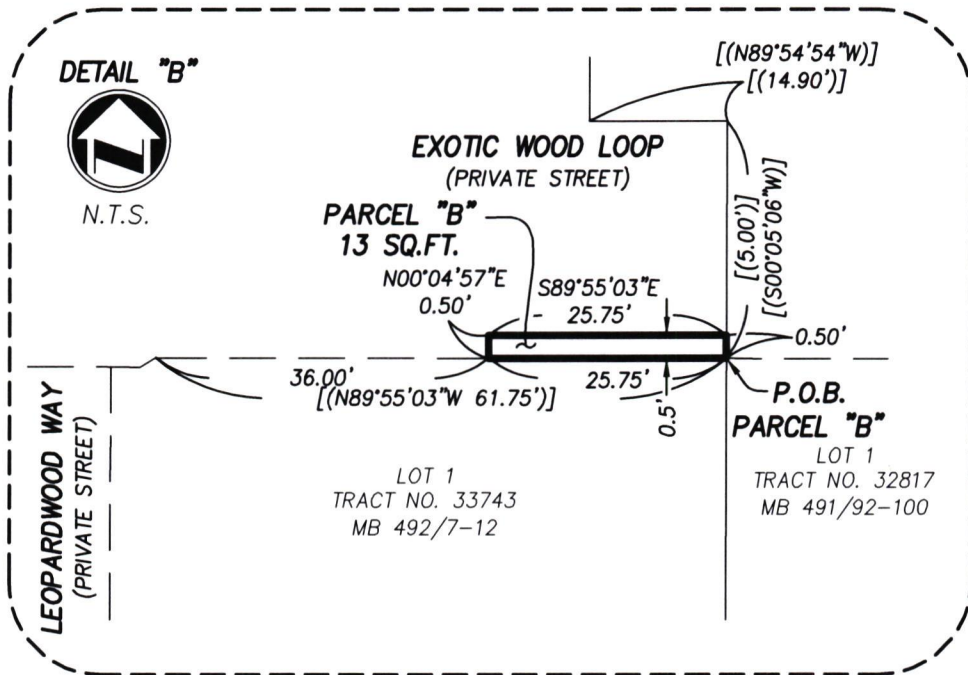 DETAIL "B"
N.T.S.
[(N89°54'54"W)]
[(14.90')]
EXOTIC WOOD LOOP
(PRIVATE STREET)
PARCEL "B"
13 SQ.FT.
N00°04'57"E
0.50'
S89°55'03"E
25.75'
[(5.00')]
[(S00°05'06"W)]
0.50'
36.00'
[(N89°55'03"W 61.75')]
25.75'
0.5'
P.O.B.
PARCEL "B"
LOT 1
TRACT NO. 32817
MB 491/92-100
LOT 1
TRACT NO. 33743
MB 492/7-12
LEOPARDWOOD WAY
(PRIVATE STREET)